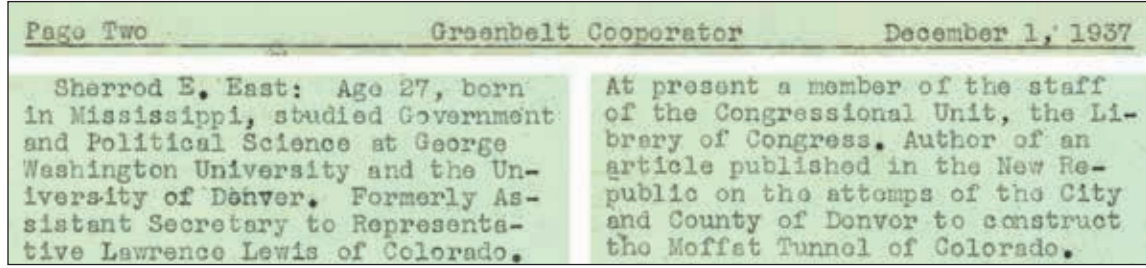 Page Two Greenbelt Cooperator December 1, 1937
Sherrod E. East: Age 27, born
in Mississippi, studied Government
and Political Science at George
Washington University and the Un-
iversity of Denver. Formerly As-
sistant Secretary to Representa-
tive Lawrence Lewis of Colorado.
At present a member of the staff
of the Congressional Unit, the Li-
brary of Congress. Author of an
article published in the New Re-
public on the attemps of the City
and County of Denver to construct
the Moffat Tunnel of Colorado.